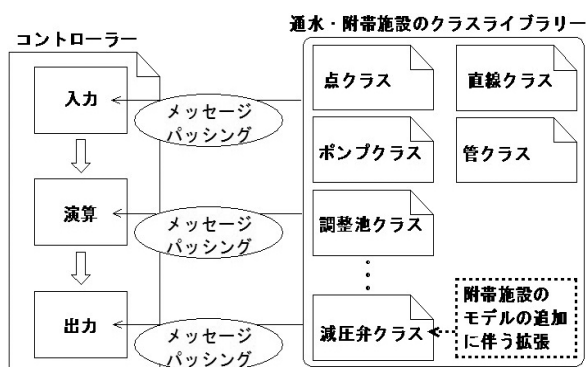 コントローラー
通水・附帯施設のクラスライブラリー
入力
メッセージ
パッシング
点クラス
直線クラス
ポンプクラス
管クラス
演算
メッセージ
パッシング
調整池クラス
出力
メッセージ
パッシング
減圧弁クラス
附帯施設の
モデルの追加
に伴う拡張